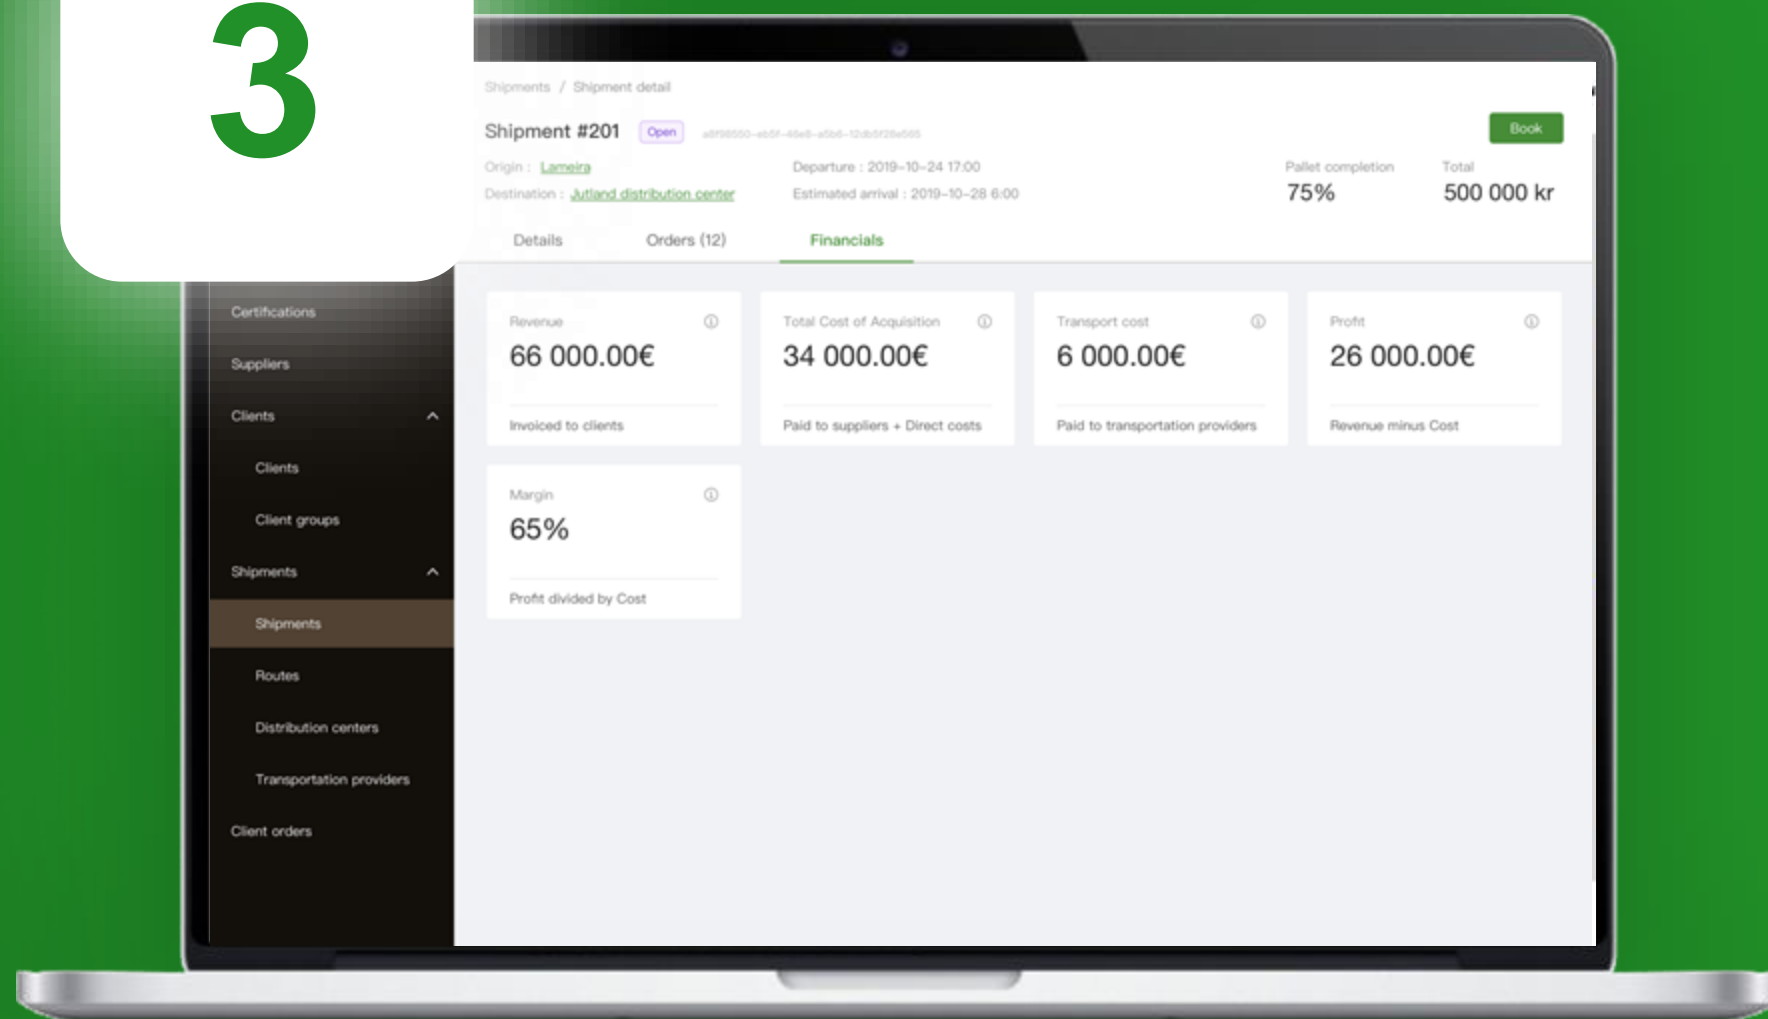 3
Shipments / Shipment detail
Shipment #201
Open
Book
Origin : Lameira
Departure : 2019-10-24 17:00
Pallet completion
Total
Destination : Jutland distribution center
Estimated arrival : 2019-10-28 6:00
75%
500 000 kr
Details
Orders (12)
Financials
Certifications
Suppliers
Clients
Clients
Client groups
Shipments
Shipments
Routes
Distribution centers
Transportation providers
Client orders
Revenue
66 000.00€
Invoiced to clients
Total Cost of Acquisition
34 000.00€
Paid to suppliers + Direct costs
Transport cost
6 000.00€
Paid to transportation providers
Profit
26 000.00€
Revenue minus Cost
Margin
65%
Profit divided by Cost